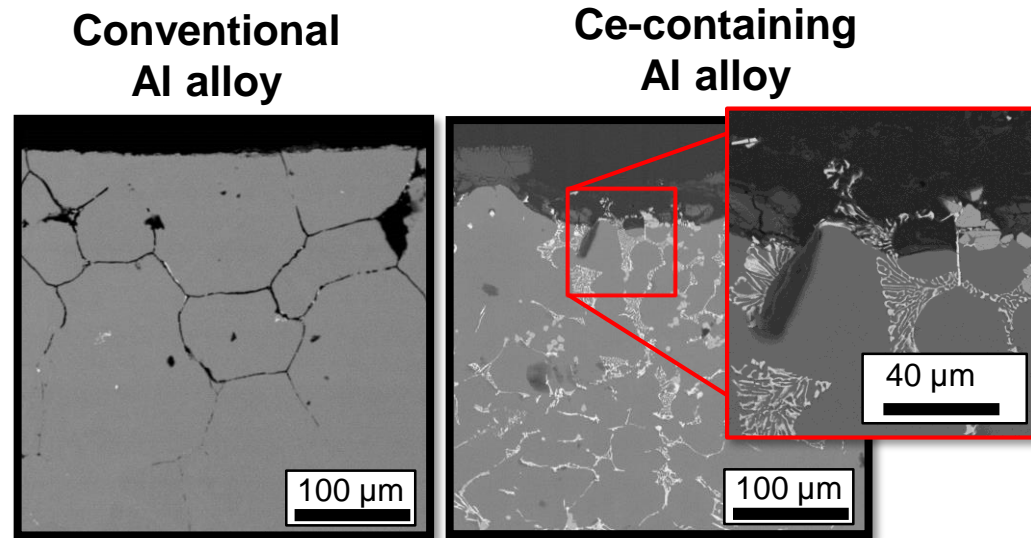 Conventional
Al alloy
Ce-containing
Al alloy
40 µm
100 µm
100 µm